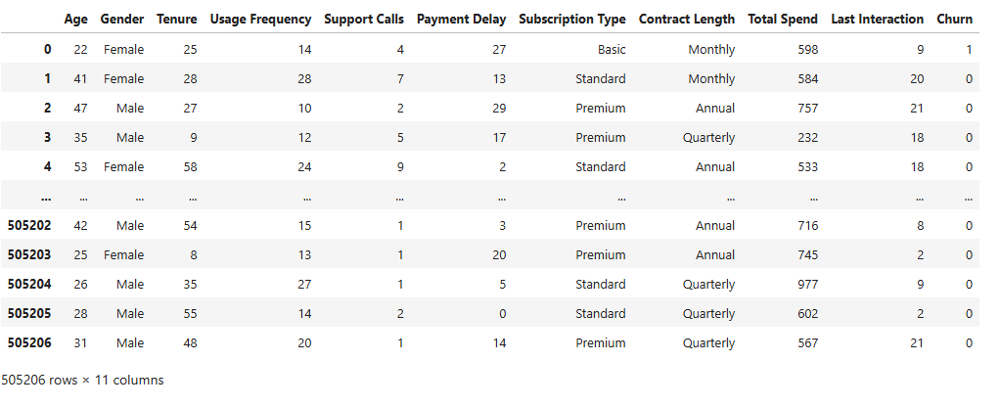 Age Gender Tenure Usage Frequency Support Calls Payment Delay Subscription Type Contract Length Total Spend Last Interaction Churn
0 22 Female 25 14 4 27 Basic Monthly 598 9 1
1 41 Female 28 28 7 13 Standard Monthly 584 20 0
2 47 Male 27 10 2 29 Premium Annual 757 21 0
3 35 Male 9 12 5 17 Premium Quarterly 232 18 0
4 53 Female 58 24 9 2 Standard Annual 533 18 0
... ... ... ... ... ... ... ... ... ... ... ...
505202 42 Male 54 15 1 3 Premium Annual 716 8 0
505203 25 Female 8 13 1 20 Premium Annual 745 2 0
505204 26 Male 35 27 1 5 Standard Quarterly 977 9 0
505205 28 Male 55 14 2 0 Standard Quarterly 602 2 0
505206 31 Male 48 20 1 14 Premium Quarterly 567 21 0
505206 rows × 11 columns